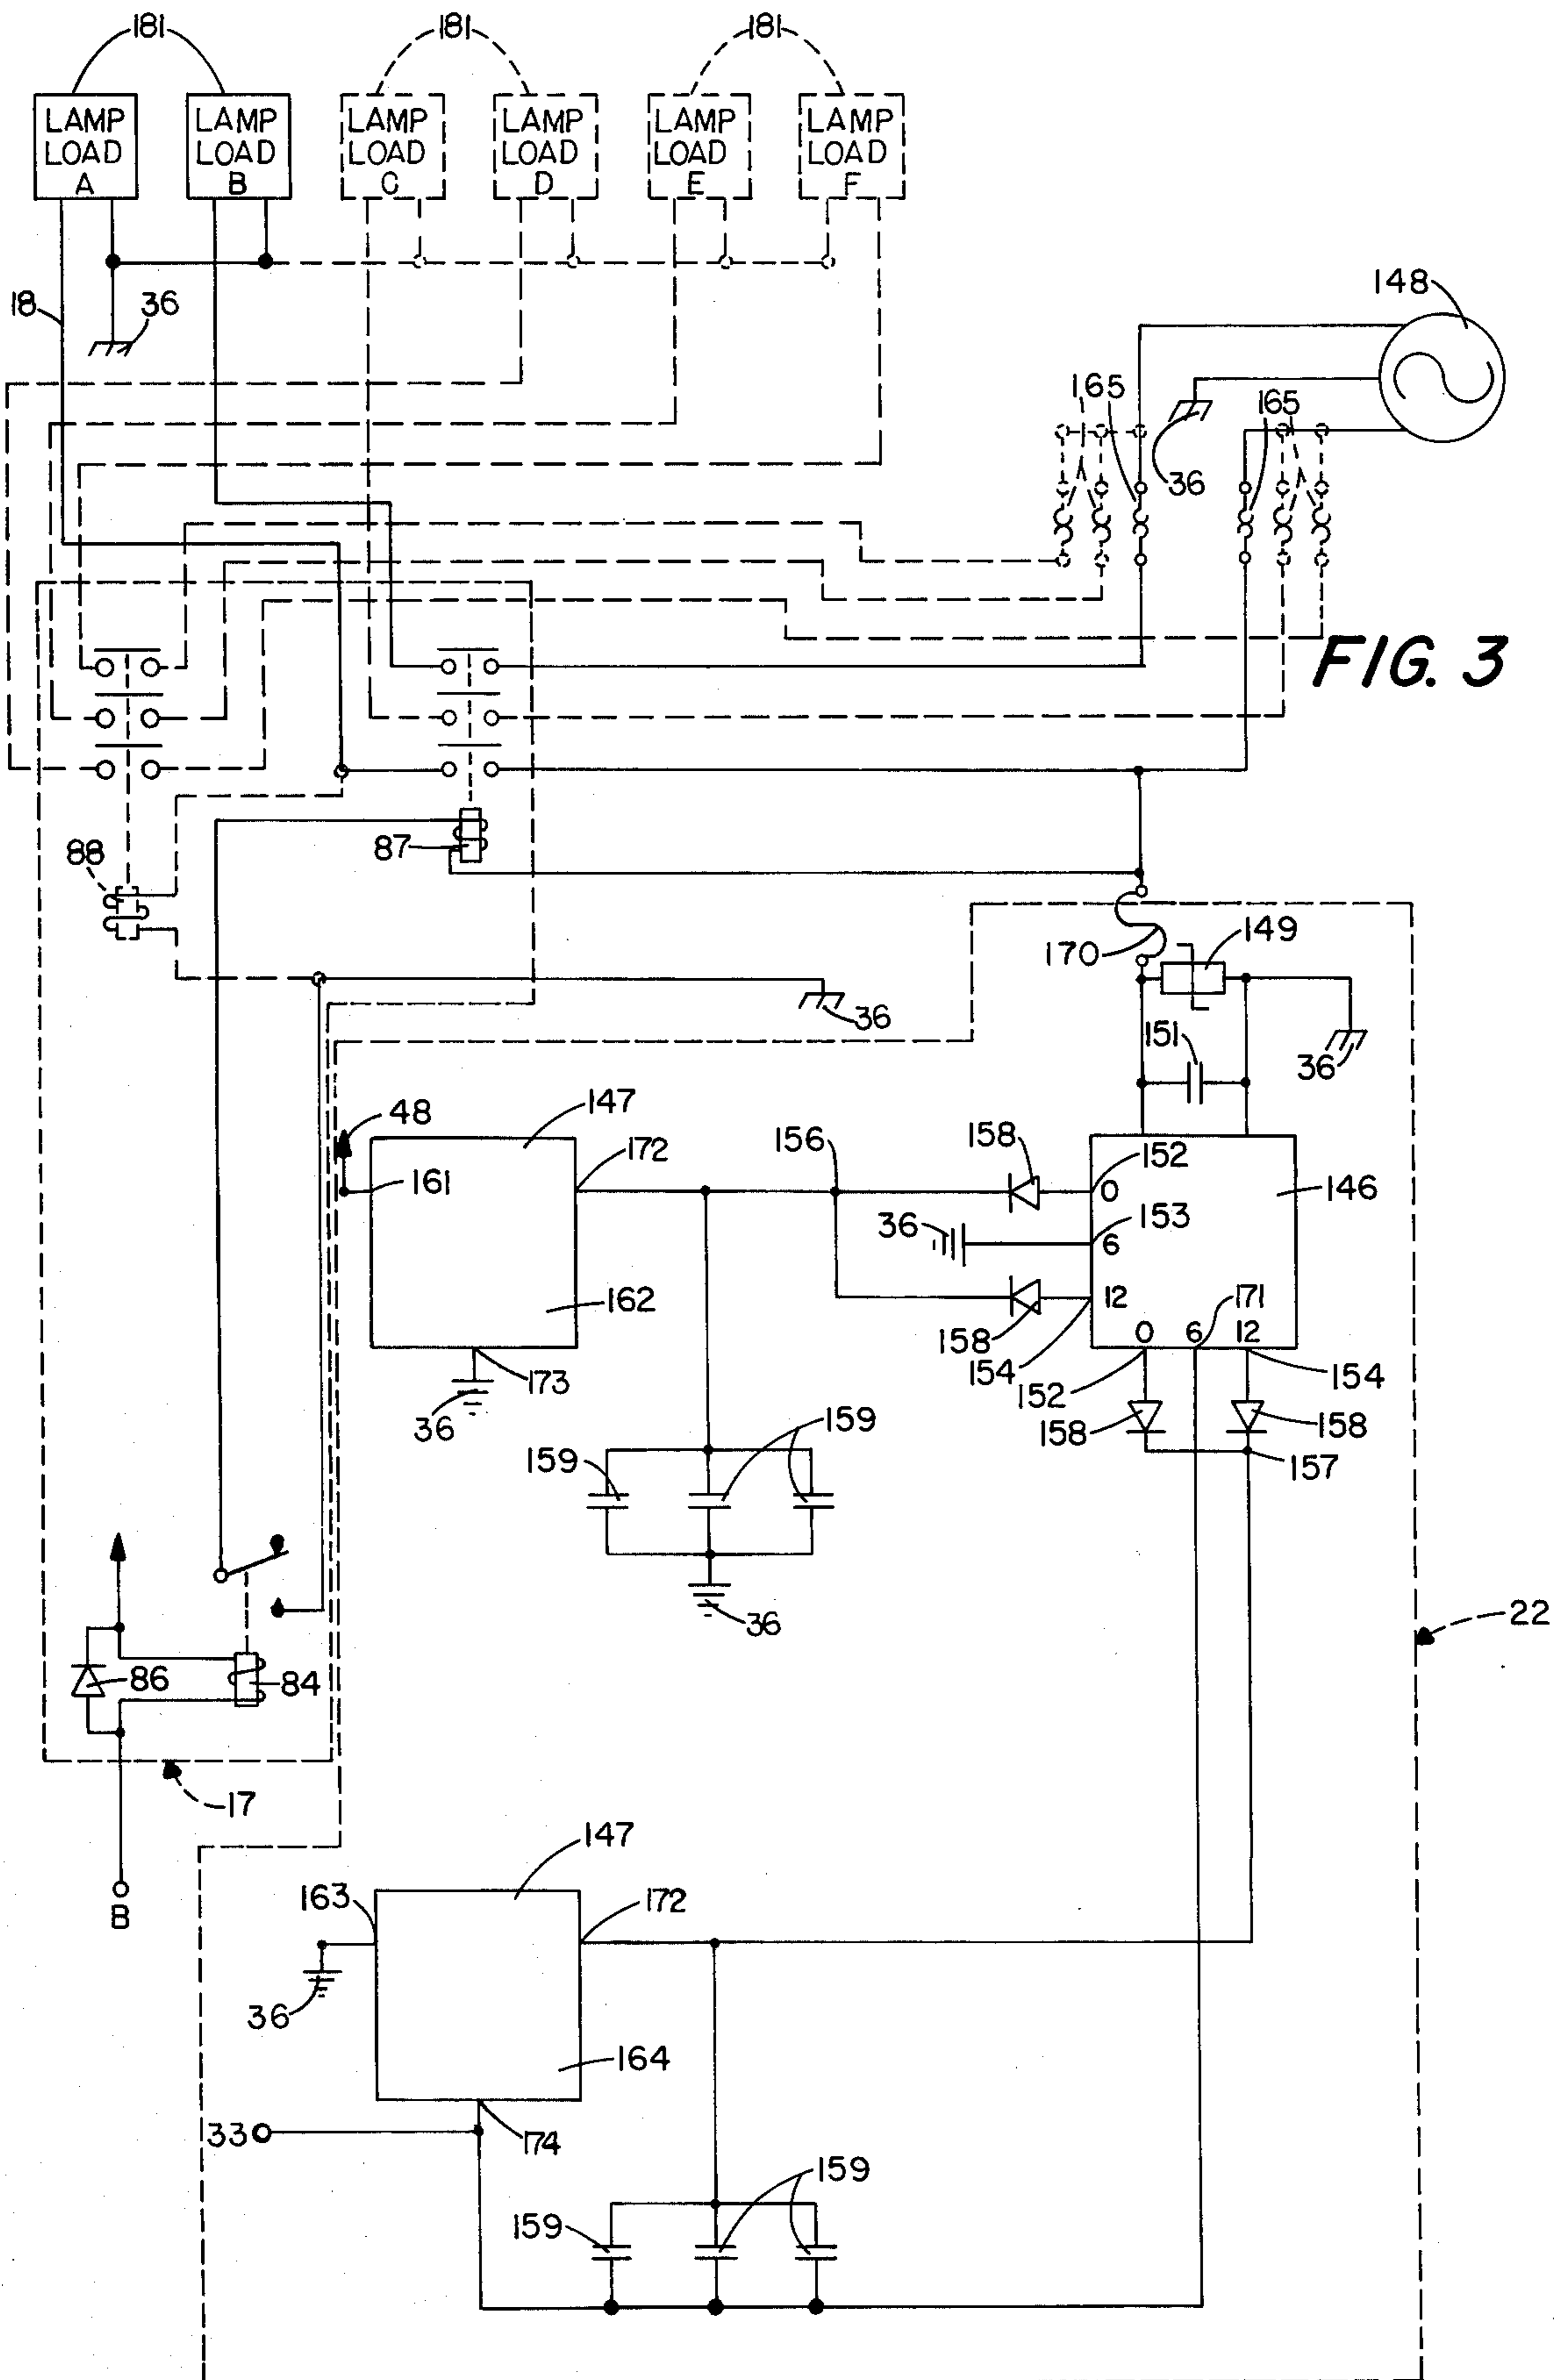 181 181 181
LAMP LOAD A
LAMP LOAD B
LAMP LOAD C
LAMP LOAD D
LAMP LOAD E
LAMP LOAD F
18 36
148
165 165
36
FIG. 3
87
88
170 149
36
151
36
48 147
172 156 158 152
161 146
36 153
6
0
162 12
158 171
154 0 6 12
173 152 154
36 158 158
159 159 157
36
22
86 84
17
147
163 172
B
36
164
33
174
159
159